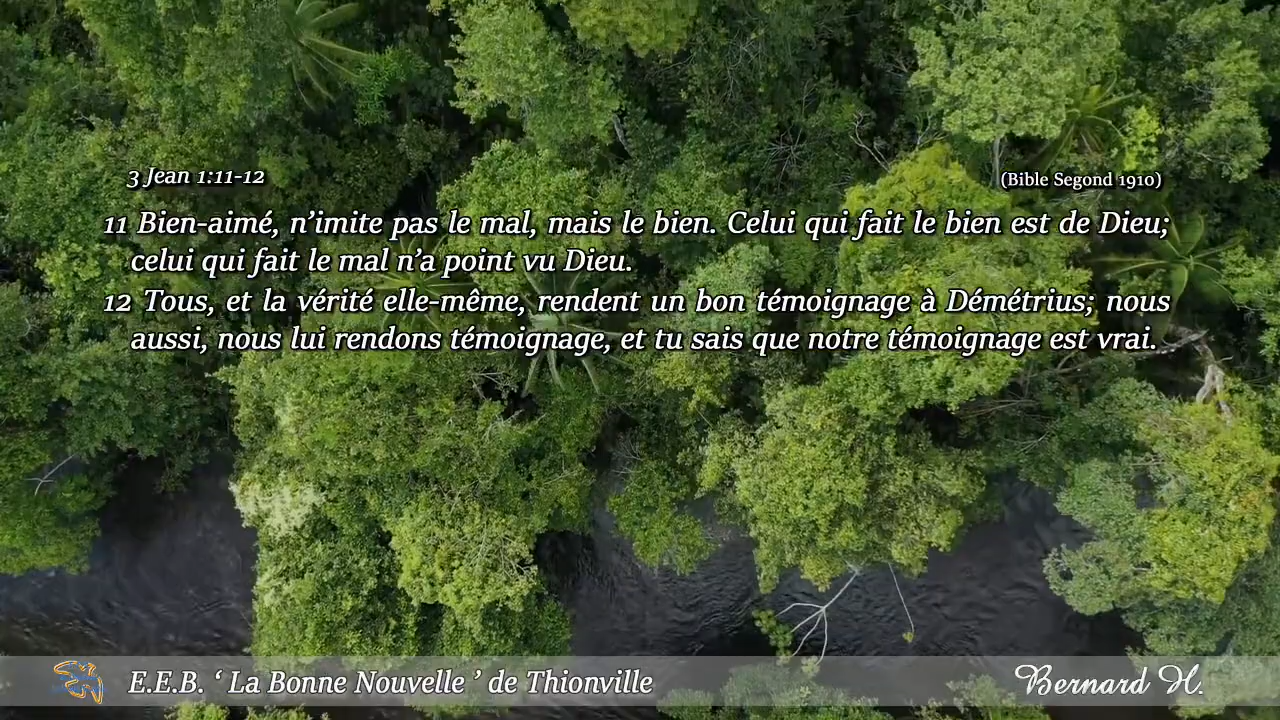 3 Jean 1:11-12
(Bible Segond 1910)
11 Bien-aimé, n’imite pas le mal, mais le bien. Celui qui fait le bien est de Dieu;
celui qui fait le mal n’a point vu Dieu.
12 Tous, et la vérité elle-même, rendent un bon témoignage à Démétrius; nous
aussi, nous lui rendons témoignage, et tu sais que notre témoignage est vrai.
E.E.B. ‘ La Bonne Nouvelle ’ de Thionville
Bernard H.